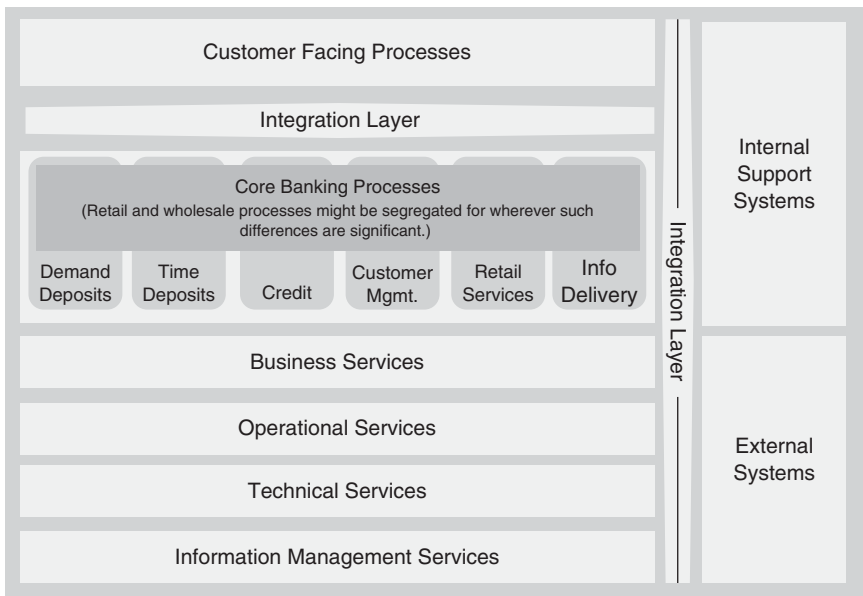 Customer Facing Processes
Integration Layer
Core Banking Processes
(Retail and wholesale processes might be segregated for wherever such
differences are significant.)
Demand
Deposits
Time
Deposits
Credit
Customer
Mgmt.
Retail
Services
Info
Delivery
Business Services
Operational Services
Technical Services
Information Management Services
Integration Layer
Internal
Support
Systems
External
Systems